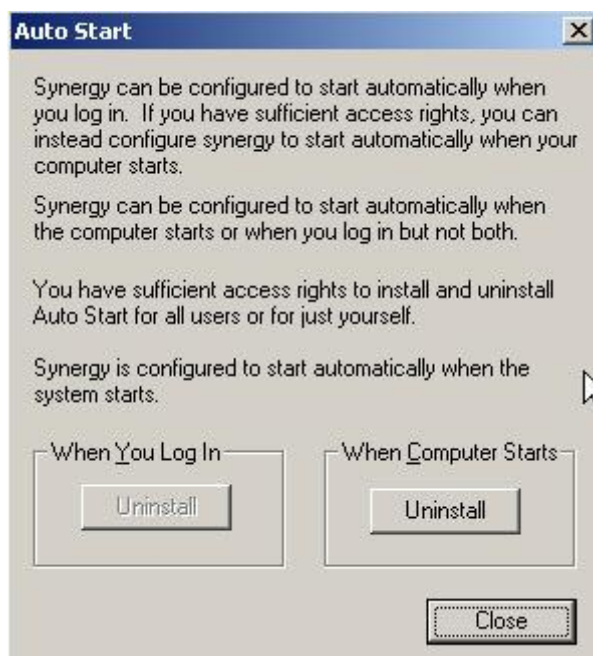 Auto Start
Synergy can be configured to start automatically when
you log in.  If you have sufficient access rights, you can
instead configure synergy to start automatically when your
computer starts.
Synergy can be configured to start automatically when
the computer starts or when you log in but not both.
You have sufficient access rights to install and uninstall
Auto Start for all users or for just yourself.
Synergy is configured to start automatically when the
system starts.
When You Log In
When Computer Starts
Uninstall
Uninstall
Close